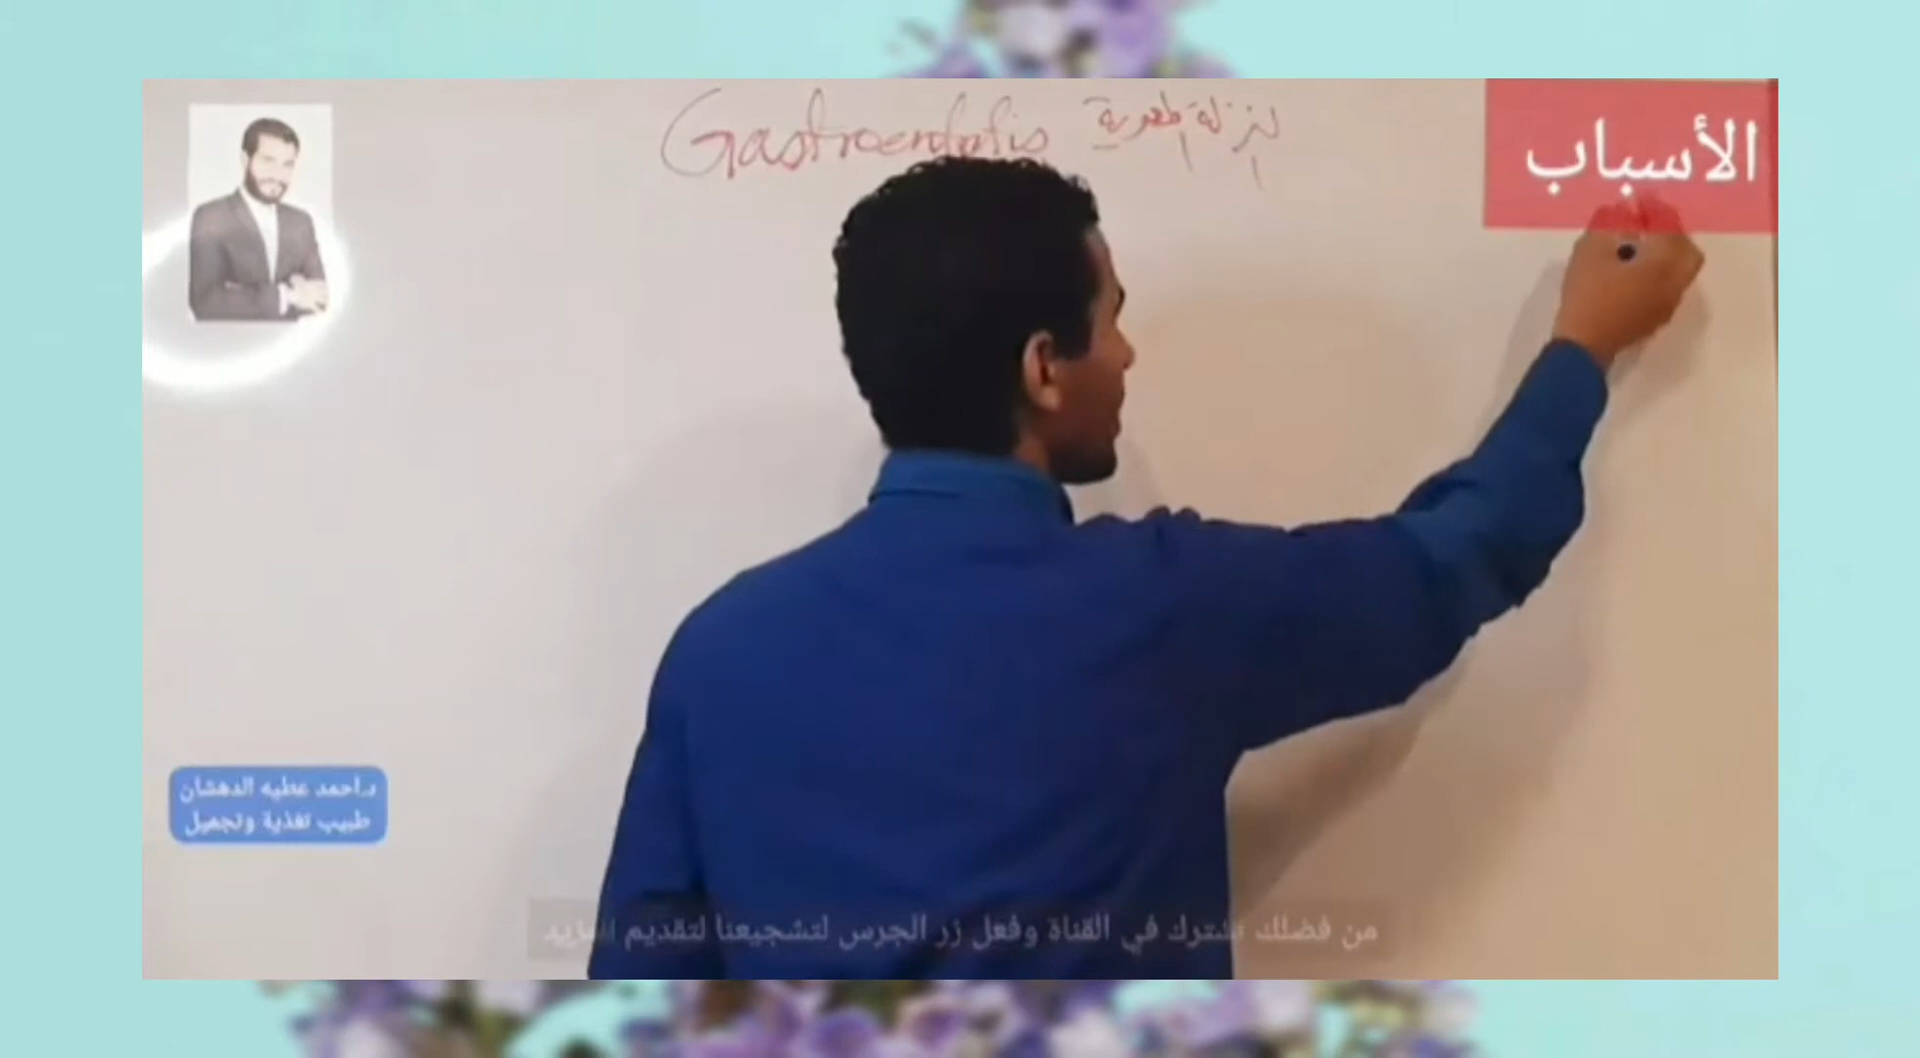 Gastroentritis نزلة معوية
الأسباب
د.احمد عطيه الدهشان
طبيب تغذية وتجميل
من فضلك اشترك في القناة وفعل زر الجرس لتشجيعنا لتقديم المزيد